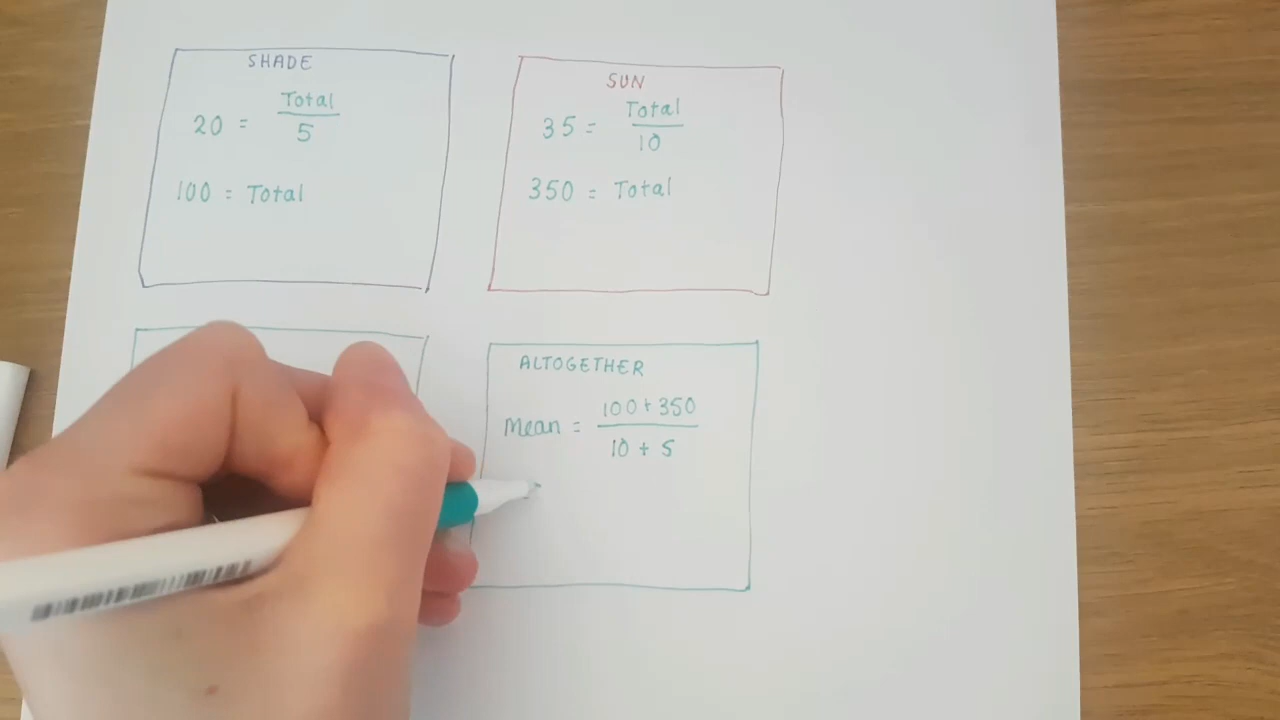 SHADE
20 = Total
5
100 = Total
SUN
35 = Total
10
350 = Total
ALTOGETHER
Mean = 100+350
10 + 5